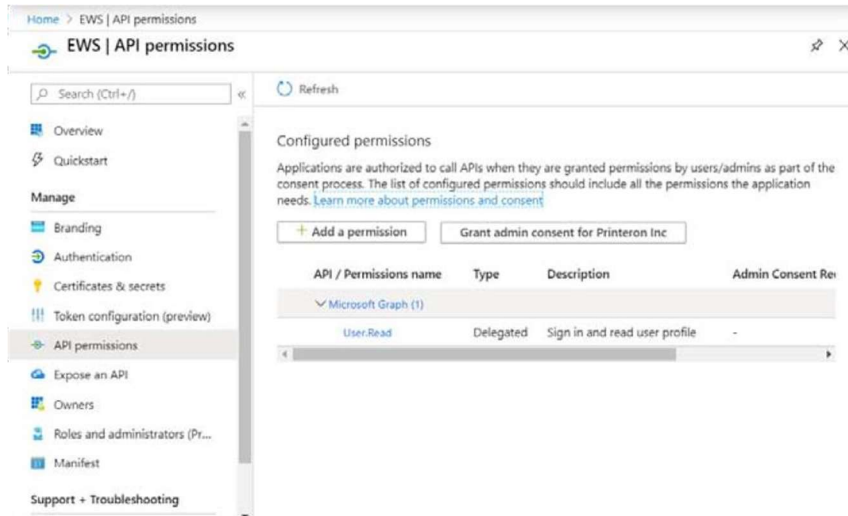 Home > EWS | API permissions
EWS | API permissions
Search (Ctrl+/)
«
Overview
Quickstart
Manage
Branding
Authentication
Certificates & secrets
Token configuration (preview)
API permissions
Expose an API
Owners
Roles and administrators (Pr...
Manifest
Support + Troubleshooting
Refresh
Configured permissions
Applications are authorized to call APIs when they are granted permissions by users/admins as part of the
consent process. The list of configured permissions should include all the permissions the application
needs. Learn more about permissions and consent
+ Add a permission
Grant admin consent for Printeron Inc
API / Permissions name Type Description Admin Consent Re
Microsoft Graph (1)
User.Read Delegated Sign in and read user profile -